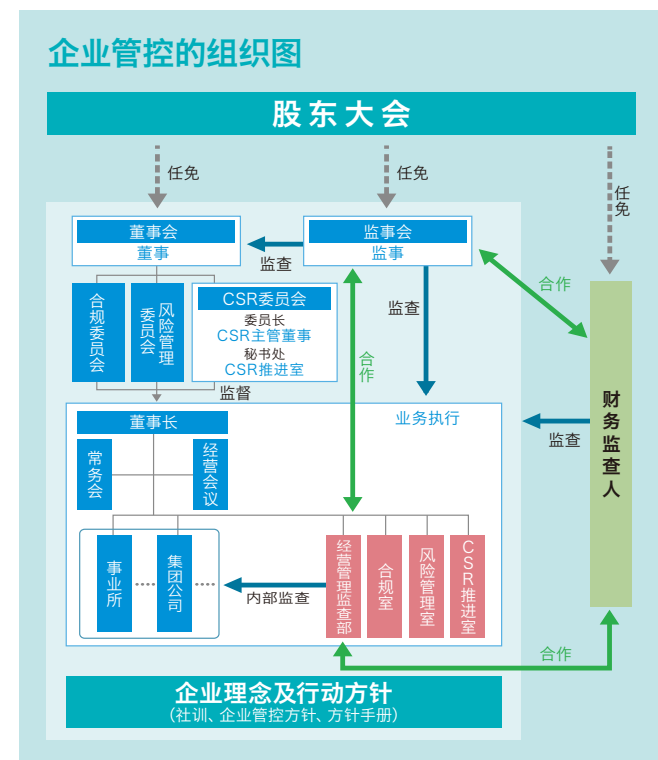 企业管控的组织图
股东大会
任免
任免
任免
董事会
董事
监查
监事会
监事
合作
合规委员会
风险管理
委员会
CSR委员会
委员长
CSR主管董事
秘书处
CSR推进室
监查
合作
监督
财务监查人
董事长
业务执行
监查
常务会
经营会议
事业所
集团公司
内部监查
经营管理监查部
合规室
风险管理室
CSR推进室
合作
企业理念及行动方针
(社训、企业管控方针、方针手册)